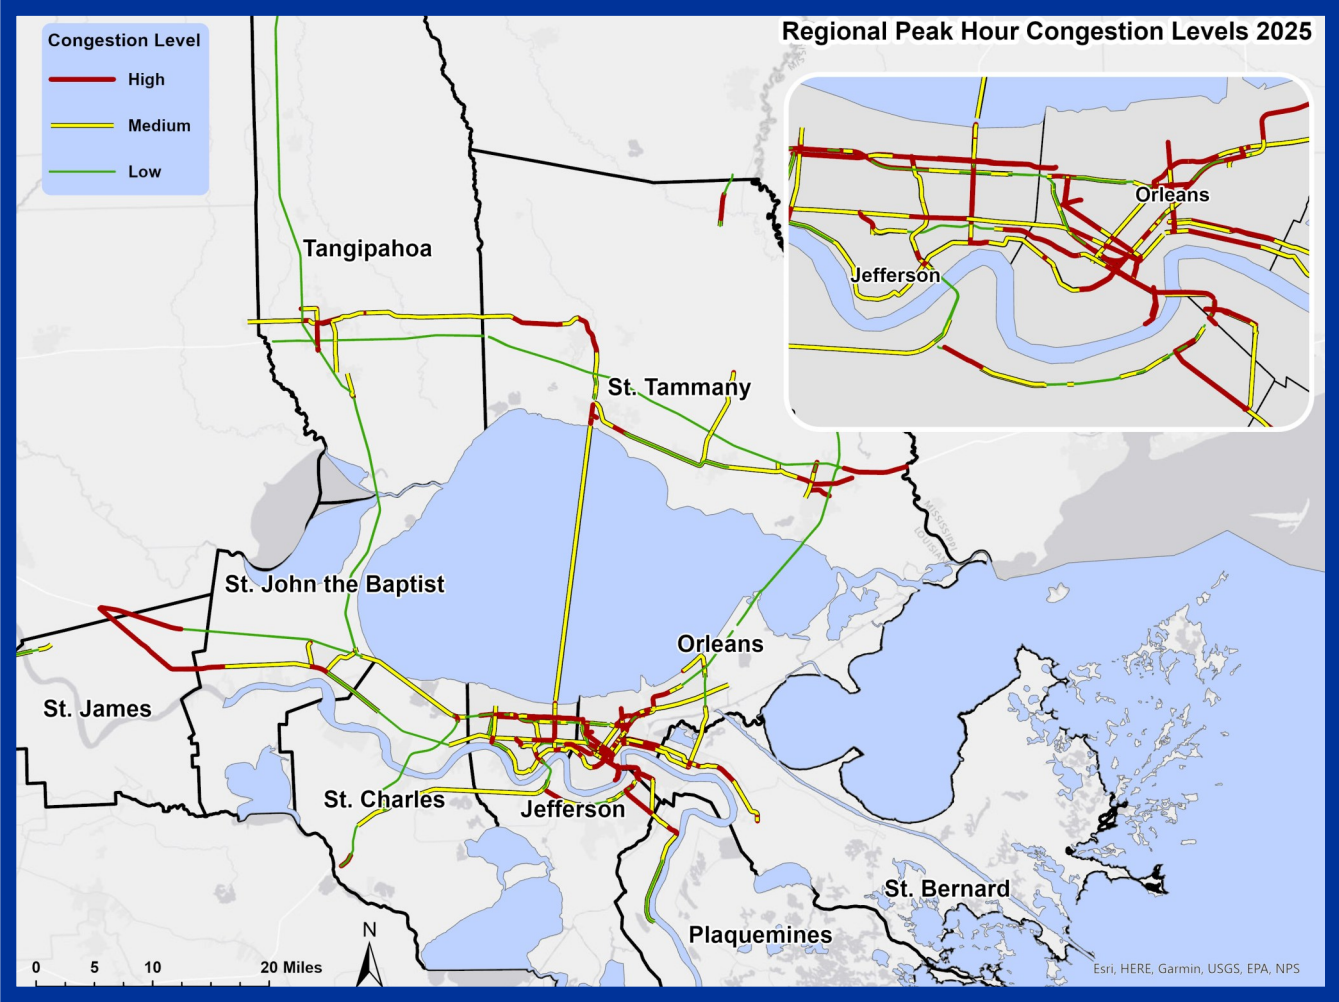 Regional Peak Hour Congestion Levels 2025
Congestion Level
High
Medium
Low
Orleans
Jefferson
Tangipahoa
St. Tammany
MISSISSIPPI
St. John the Baptist
Orleans
St. James
St. Charles
Jefferson
St. Bernard
Plaquemines
N
0 5 10 20 Miles
Esri, HERE, Garmin, USGS, EPA, NPS